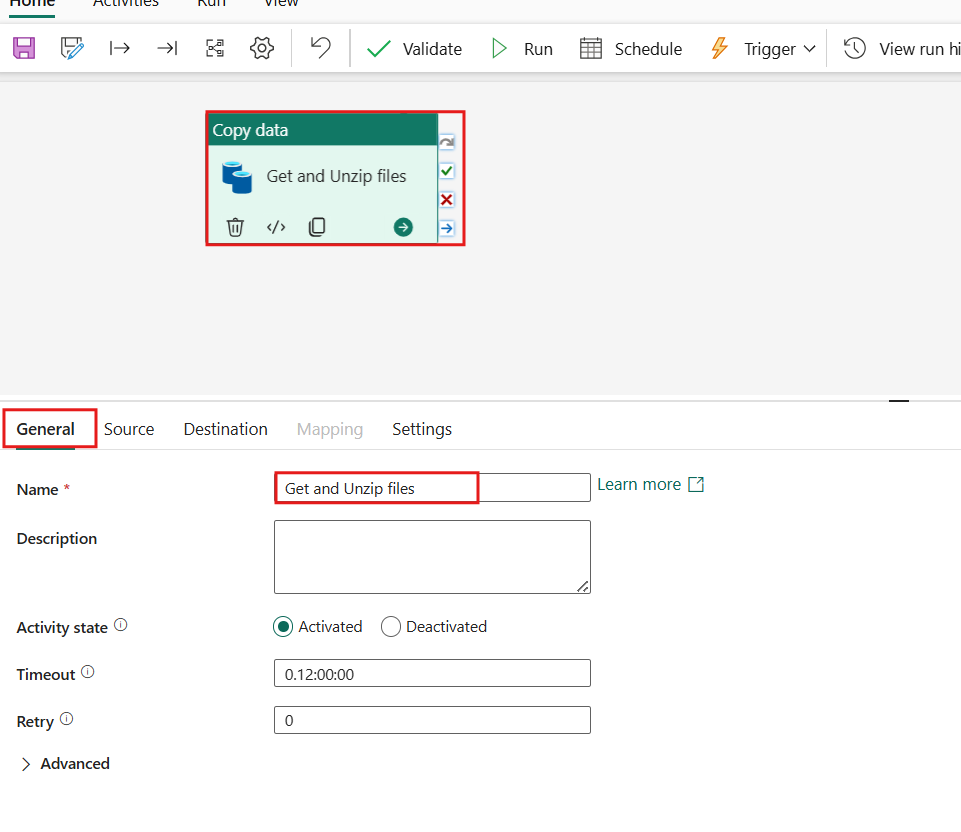 Home Activities Run View
Validate Run Schedule Trigger View run hi
Copy data
Get and Unzip files
General Source Destination Mapping Settings
Name * Get and Unzip files Learn more
Description
Activity state Activated Deactivated
Timeout 0.12:00:00
Retry 0
Advanced